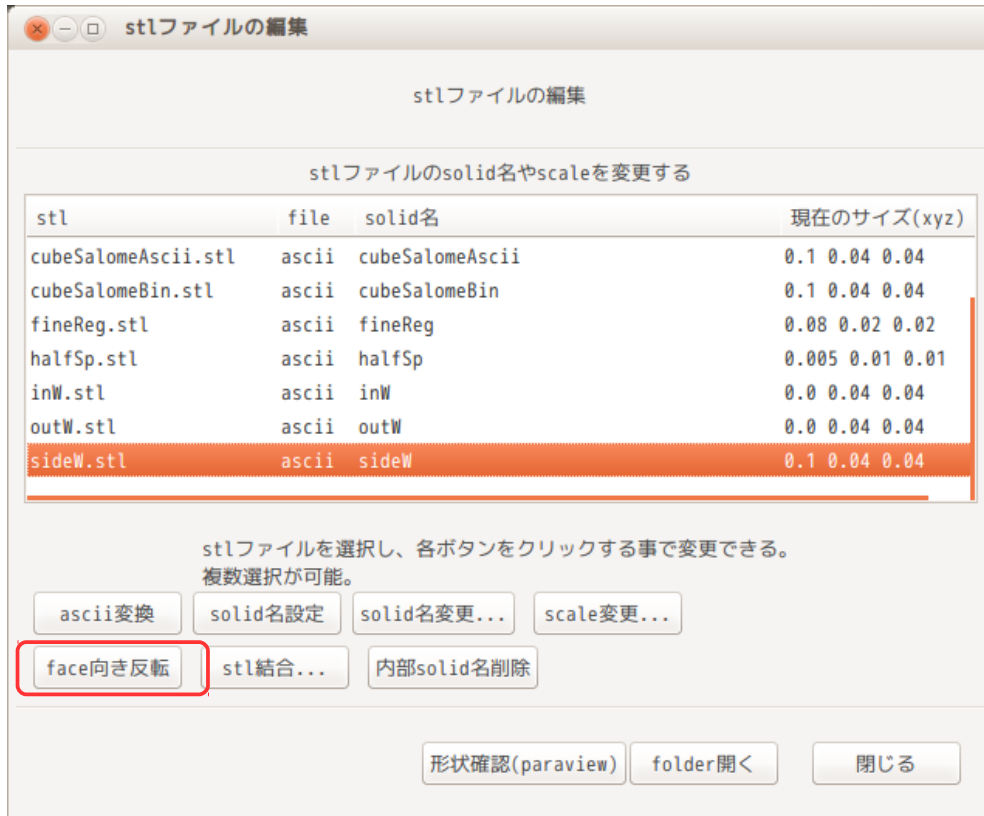 stlファイルの編集
stlファイルの編集
stlファイルのsolid名やscaleを変更する
stl file solid名 現在のサイズ(xyz)
cubeSalomeAscii.stl ascii cubeSalomeAscii 0.1 0.04 0.04
cubeSalomeBin.stl ascii cubeSalomeBin 0.1 0.04 0.04
fineReg.stl ascii fineReg 0.08 0.02 0.02
halfSp.stl ascii halfSp 0.005 0.01 0.01
inW.stl ascii inW 0.0 0.04 0.04
outW.stl ascii outW 0.0 0.04 0.04
sideW.stl ascii sideW 0.1 0.04 0.04
stlファイルを選択し、各ボタンをクリックする事で変更できる。
複数選択が可能。
ascii変換 solid名設定 solid名変更... scale変更...
face向き反転 stl結合... 内部solid名削除
形状確認(paraview) folder開く 閉じる